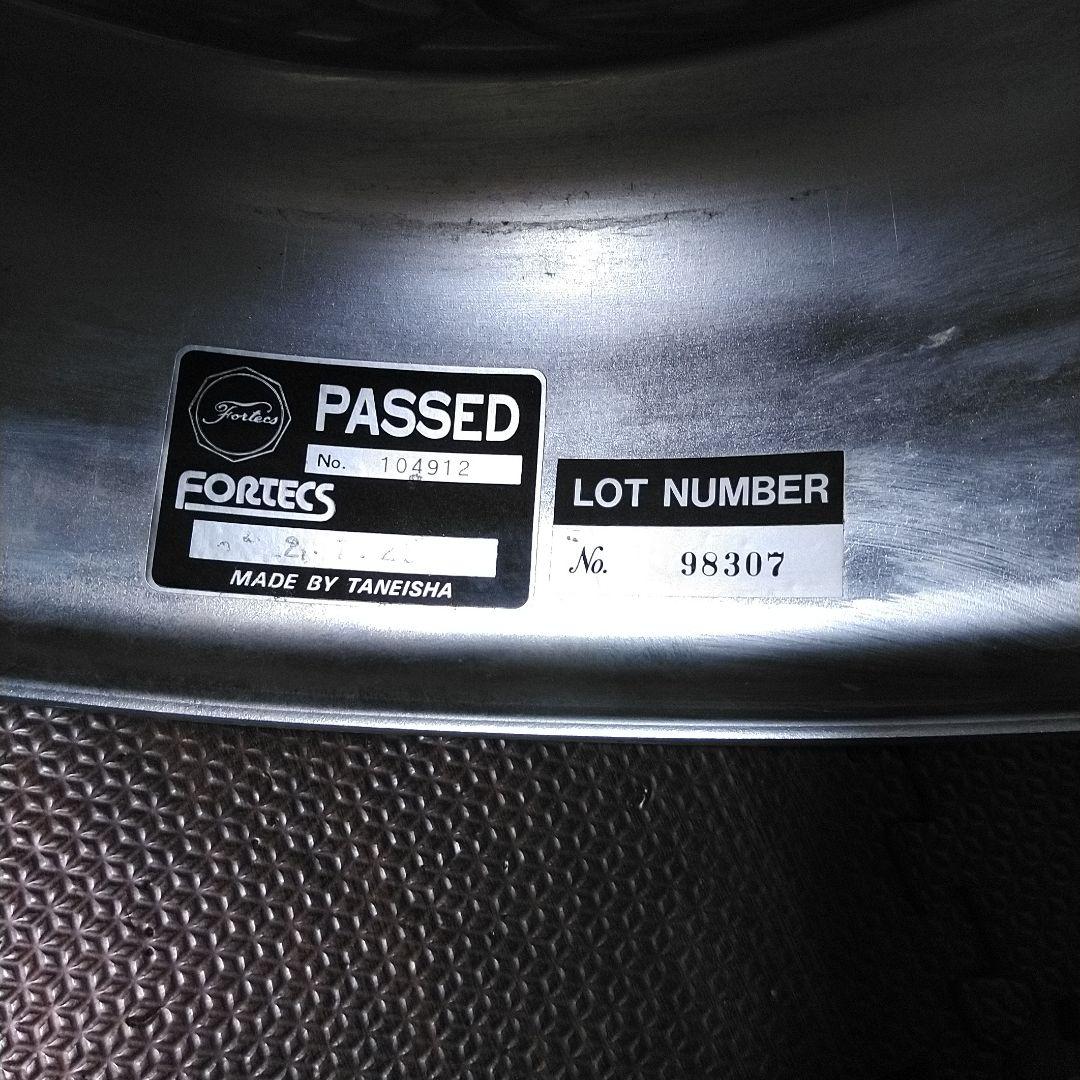 Fortecs
PASSED
No. 104912
FORTECS
MADE BY TANEISHA
LOT NUMBER
No. 98307